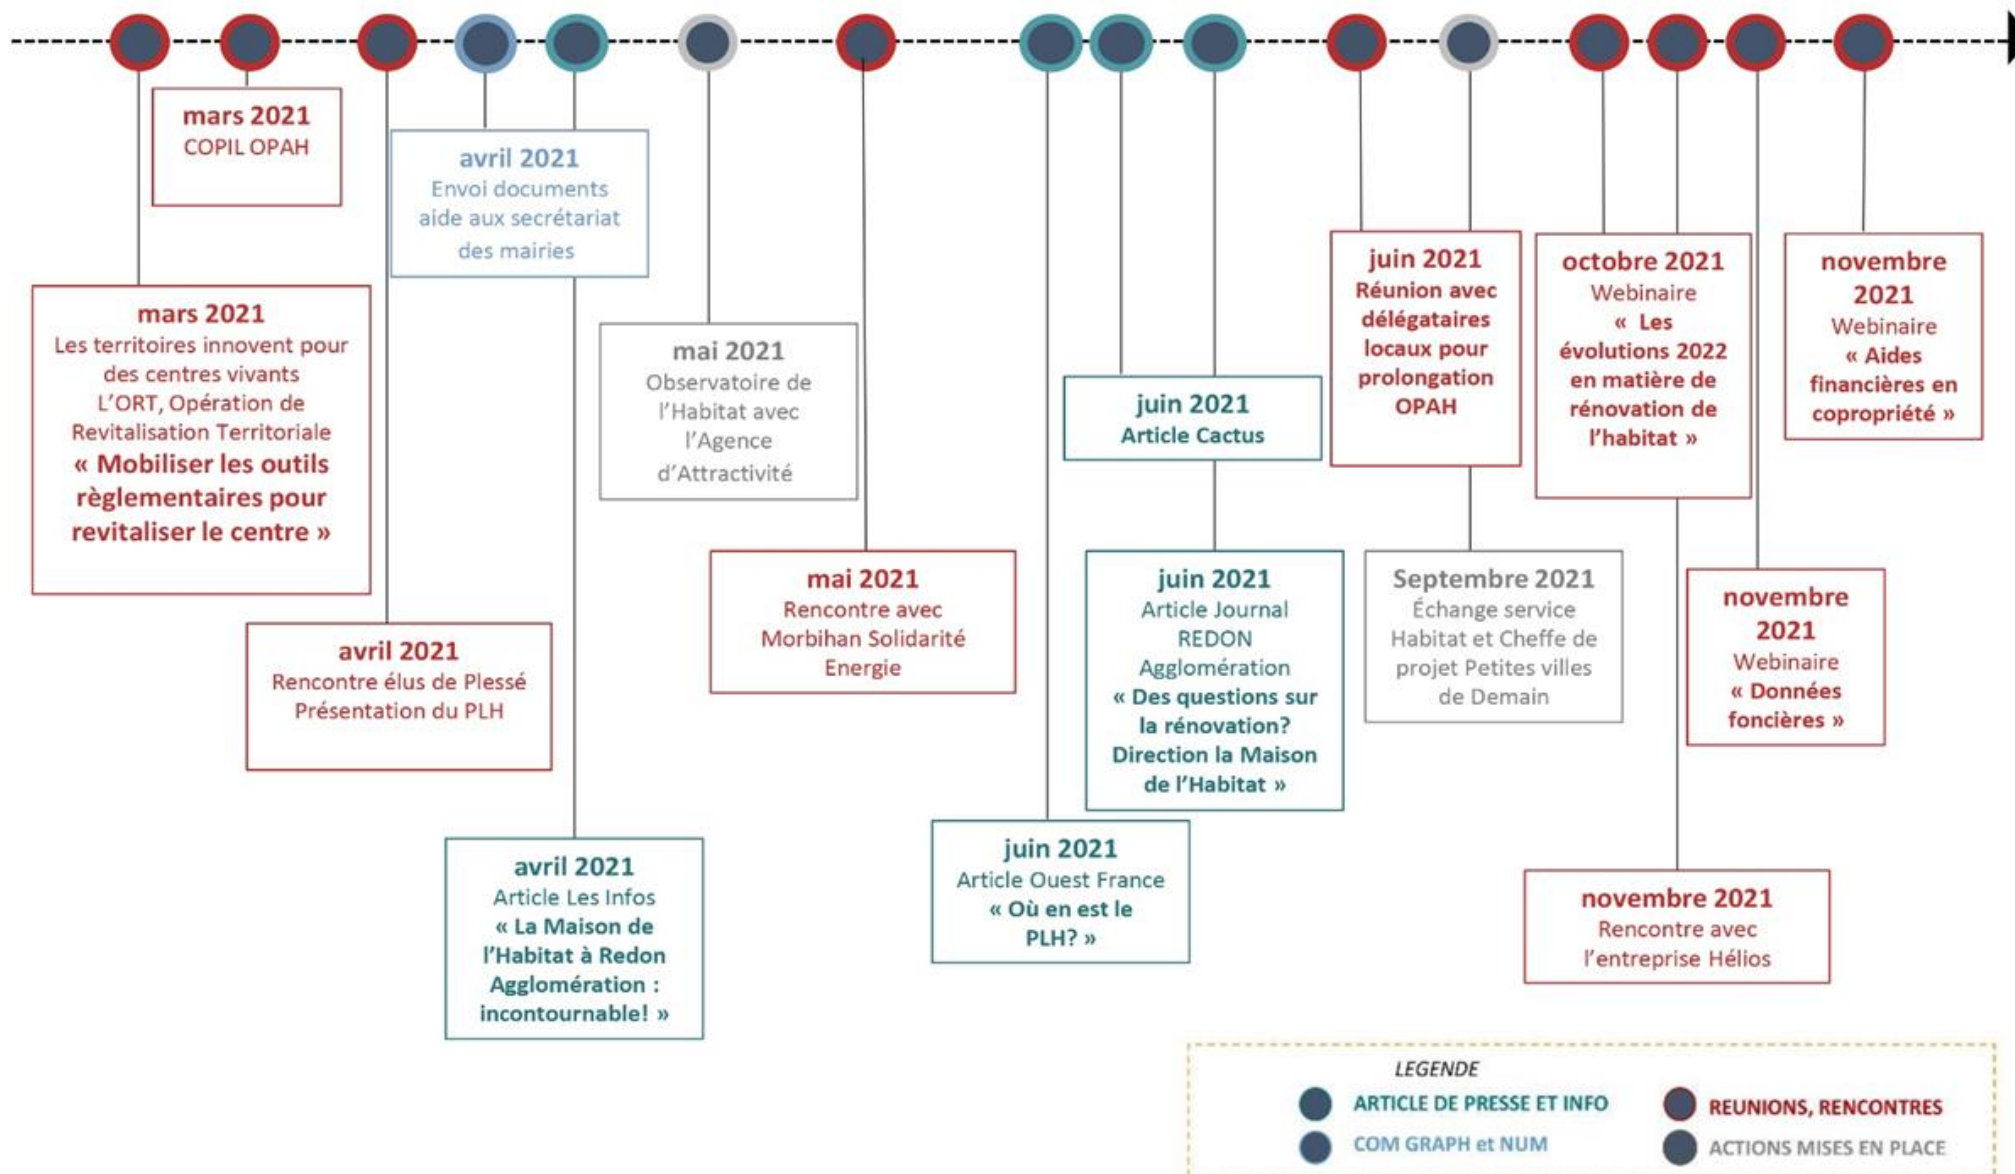 mars 2021
COPIL OPAH
mars 2021
Les territoires innovent pour
des centres vivants
L'ORT, Opération de
Revitalisation Territoriale
« Mobiliser les outils
règlementaires pour
revitaliser le centre »
avril 2021
Rencontre élus de Plessé
Présentation du PLH
avril 2021
Envoi documents
aide aux secrétariat
des mairies
avril 2021
Article Les Infos
« La Maison de
l'Habitat à Redon
Agglomération :
incontournable! »
mai 2021
Observatoire de
l'Habitat avec
l'Agence
d'Attractivité
mai 2021
Rencontre avec
Morbihan Solidarité
Energie
juin 2021
Article Ouest France
« Où en est le
PLH? »
juin 2021
Article Cactus
juin 2021
Article Journal
REDON
Agglomération
« Des questions sur
la rénovation?
Direction la Maison
de l'Habitat »
juin 2021
Réunion avec
délégataires
locaux pour
prolongation
OPAH
Septembre 2021
Échange service
Habitat et Cheffe de
projet Petites villes
de Demain
octobre 2021
Webinaire
« Les
évolutions 2022
en matière de
rénovation de
l'habitat »
novembre 2021
Rencontre avec
l'entreprise Hélios
novembre
2021
Webinaire
« Données
foncières »
novembre
2021
Webinaire
« Aides
financières en
copropriété »
LEGENDE
ARTICLE DE PRESSE ET INFO
REUNIONS, RENCONTRES
COM GRAPH et NUM
ACTIONS MISES EN PLACE